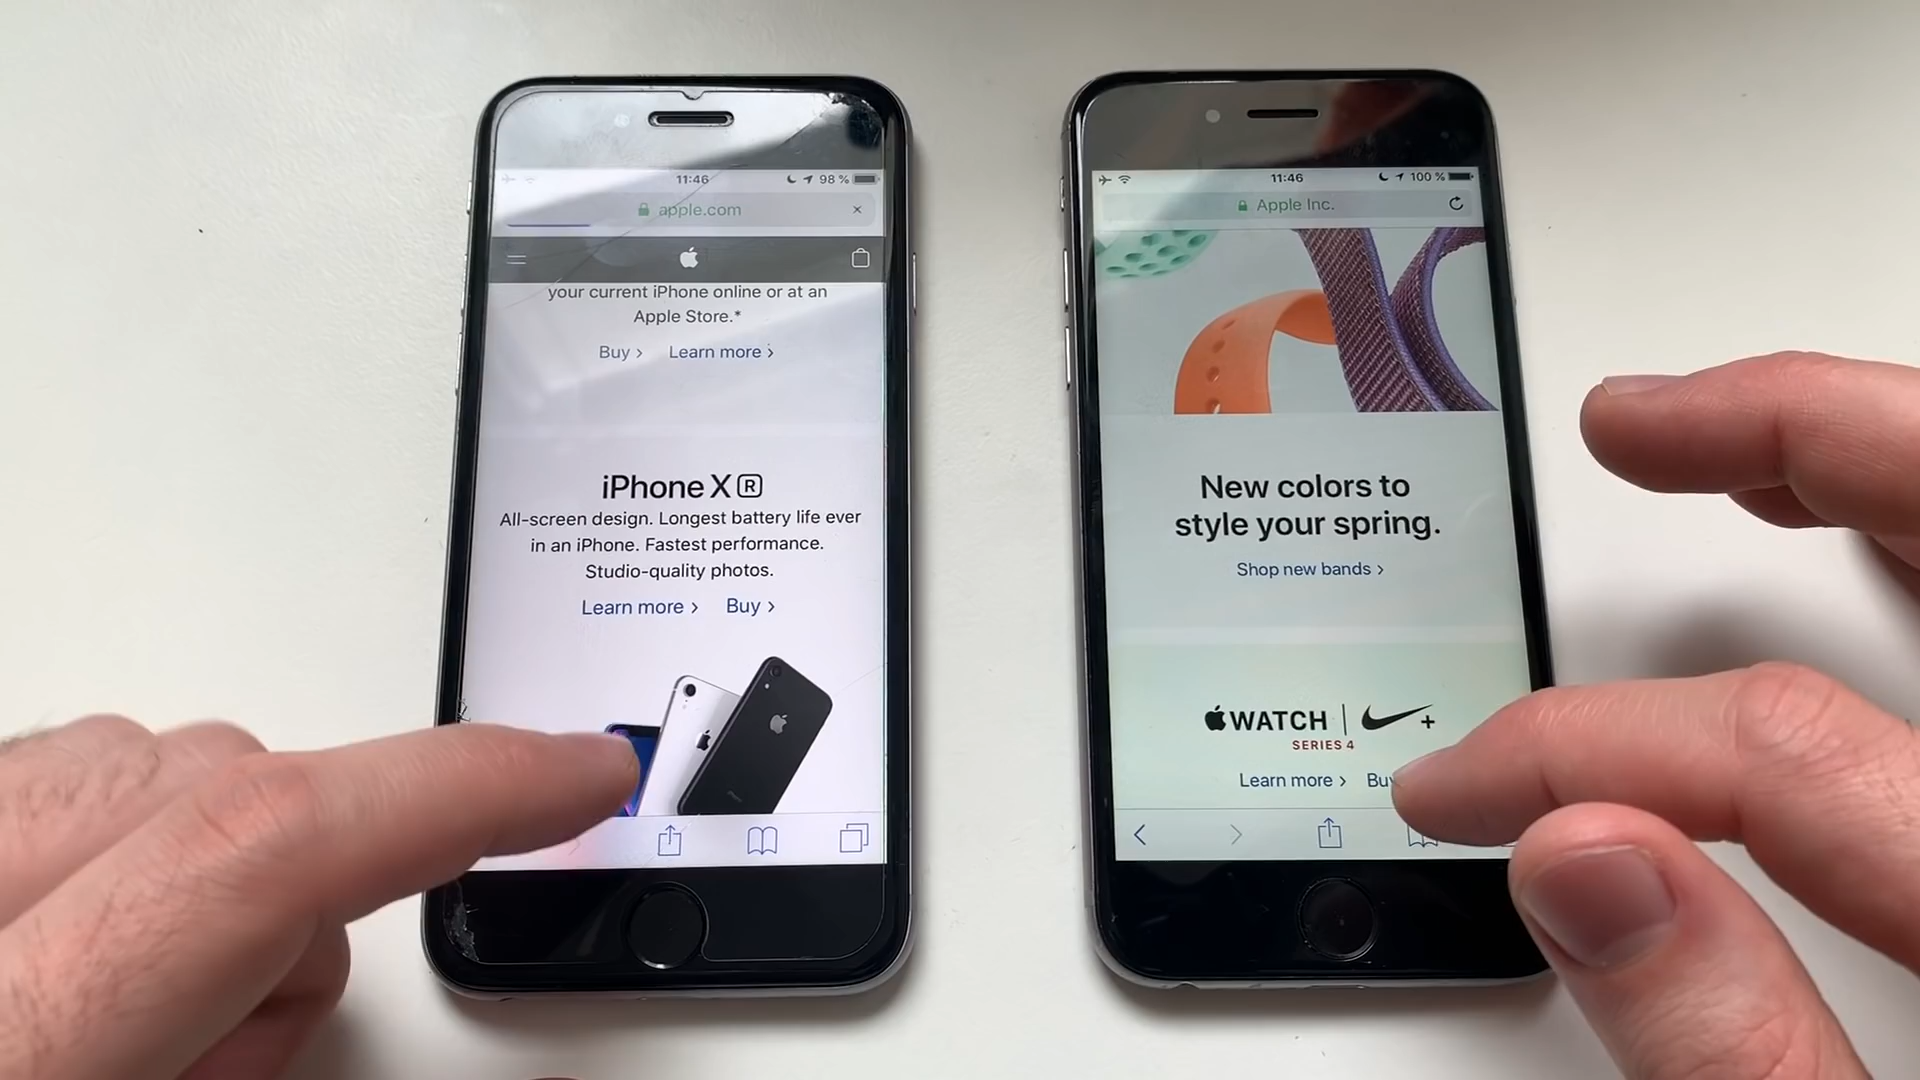 11:46
98 %
apple.com
your current iPhone online or at an
Apple Store.*
Buy > Learn more >
iPhone X R
All-screen design. Longest battery life ever
in an iPhone. Fastest performance.
Studio-quality photos.
Learn more > Buy >
11:46
100 %
Apple Inc.
New colors to
style your spring.
Shop new bands >
WATCH | +
SERIES 4
Learn more > Buy